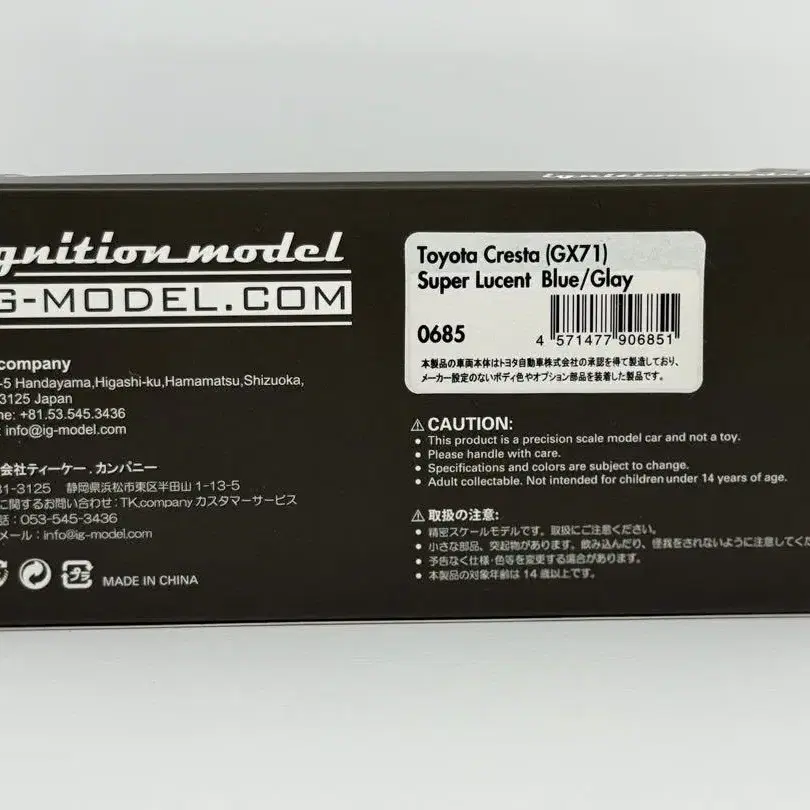 ignition model
gnition model
G-MODEL.COM
company
-5 Handayama,Higashi-ku,Hamamatsu,Shizuoka,
3125 Japan
ne: +81.53.545.3436
: info@ig-model.com
会社ティーケー . カンパニー
31-3125 静岡県浜松市東区半田山 1-13-5
に関するお問い合わせ : TK.company カスタマーサービス
話 : 053-545-3436
メール : info@ig-model.com
MADE IN CHINA
Toyota Cresta (GX71)
Super Lucent Blue/Glay
0685
4 571477 906851
本製品の車両本体はトヨタ自動車株式会社の承認を得て製造しており、
メーカー設定のないボディ色やオプション部品を装着した製品です。
⚠ CAUTION:
• This product is a precision scale model car and not a toy.
• Please handle with care.
• Specifications and colors are subject to change.
• Adult collectable. Not intended for children under 14 years of age.
⚠ 取扱の注意:
• 精密スケールモデルです。取扱にご注意ください。
• 小さな部品、突起物があります。飲み込んだり、怪我をされないように注意してくだ
• 予告なく仕様・色等を変更する場合があります。
• 本製品の対象年齢は 14 歳以上です。